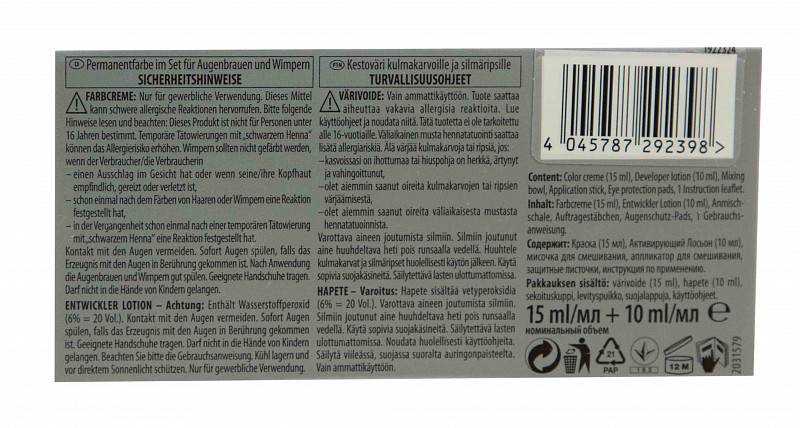 D Permanentfarbe im Set für Augenbrauen und Wimpern
SICHERHEITSHINWEISE
FARBCREME: Nur für gewerbliche Verwendung. Dieses Mittel
kann schwere allergische Reaktionen hervorrufen. Bitte folgende
Hinweise lesen und beachten: Dieses Produkt ist nicht für Personen unter
16 Jahren bestimmt. Temporäre Tätowierungen mit „schwarzem Henna“
können das Allergierisiko erhöhen. Wimpern sollten nicht gefärbt werden,
wenn der Verbraucher/die Verbraucherin
– einen Ausschlag im Gesicht hat oder wenn seine/ihre Kopfhaut
empfindlich, gereizt oder verletzt ist,
– schon einmal nach dem Färben von Haaren oder Wimpern eine Reaktion
festgestellt hat,
– in der Vergangenheit schon einmal nach einer temporären Tätowierung
mit „schwarzem Henna“ eine Reaktion festgestellt hat.
Kontakt mit den Augen vermeiden. Sofort Augen spülen, falls das
Erzeugnis mit den Augen in Berührung gekommen ist. Nach Anwendung
die Augenbrauen und Wimpern gut spülen. Geeignete Handschuhe tragen.
Darf nicht in die Hände von Kindern gelangen.
ENTWICKLER LOTION – Achtung: Enthält Wasserstoffperoxid
(6% = 20 Vol.). Kontakt mit den Augen vermeiden. Sofort Augen
spülen, falls das Erzeugnis mit den Augen in Berührung gekommen
ist. Geeignete Handschuhe tragen. Darf nicht in die Hände von Kindern
gelangen. Beachten Sie bitte die Gebrauchsanweisung. Kühl lagern und
vor direktem Sonnenlicht schützen. Nur für gewerbliche Verwendung.
FIN Kestoväri kulmakarvoille ja silmäripsille
TURVALLISUUSOHJEET
VÄRIVOIDE: Vain ammattikäyttöön. Tuote saattaa
aiheuttaa vakavia allergisia reaktioita. Lue
käyttöohjeet ja noudata niitä. Tätä tuotetta ei ole tarkoitettu
alle 16-vuotiaille. Väliaikainen musta hennatatuointi saattaa
lisätä allergiariskiä. Älä värjää kulmakarvoja tai ripsiä, jos:
– kasvoissasi on ihottumaa tai hiuspohja on herkkä, ärtynyt
ja vahingoittunut,
– olet aiemmin saanut oireita kulmakarvojen tai ripsien
värjäämisestä,
– olet aiemmin saanut oireita väliaikaisesta mustasta
hennatatuoinnista.
Varottava aineen joutumista silmiin. Silmiin joutunut
aine huuhdeltava heti pois runsaalla vedellä. Huuhtele
kulmakarvat ja silmäripset huolellisesti käytön jälkeen. Käytä
sopivia suojakäsineitä. Säilytettävä lasten ulottumattomissa.
HAPETE – Varoitus: Hapete sisältää vetyperoksidia
(6% = 20 Vol.). Varottava aineen joutumista silmiin.
Silmiin joutunut aine huuhdeltava heti pois runsaalla
vedellä. Käytä sopivia suojakäsineitä. Säilytettävä lasten
ulottumattomissa. Noudata huolellisesti käyttöohjeita.
Säilytä viileässä, suojassa suoralta auringonpaisteelta.
Vain ammattikäyttöön.
1922324
4 045787 292398
Content: Color creme (15 ml), Developer lotion (10 ml), Mixing
bowl, Application stick, Eye protection pads, 1 Instruction leaflet.
Inhalt: Farbcreme (15 ml), Entwickler Lotion (10 ml), Anmisch-
schale, Auftragestäbchen, Augenschutz-Pads, 1 Gebrauchs-
anweisung.
Содержит: Краска (15 мл), Активирующий Лосьон (10 мл),
мисочка для смешивания, аппликатор для смешивания,
защитные листочки, инструкция по применению.
Pakkauksen sisältö: värivoide (15 ml), hapete (10 ml),
sekoituskuppi, levityspuikko, suojalappuja, käyttöohjeet.
15 ml/мл + 10 ml/мл e
номинальный объем
21
PAP
12 M
2031579